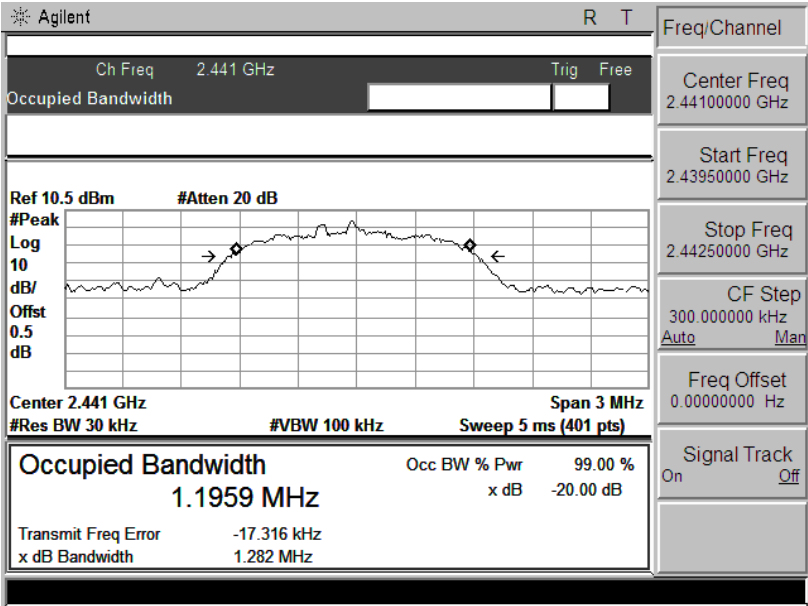 Agilent R T
Freq/Channel
Ch Freq 2.441 GHz Trig Free
Occupied Bandwidth
Center Freq
2.44100000 GHz
Start Freq
2.43950000 GHz
Stop Freq
2.44250000 GHz
CF Step
300.000000 kHz
Auto Man
Freq Offset
0.00000000 Hz
Signal Track
On Off
Ref 10.5 dBm #Atten 20 dB
#Peak
Log
10
dB/
Offst
0.5
dB
Center 2.441 GHz Span 3 MHz
#Res BW 30 kHz #VBW 100 kHz Sweep 5 ms (401 pts)
Occupied Bandwidth Occ BW % Pwr 99.00 %
1.1959 MHz x dB -20.00 dB
Transmit Freq Error -17.316 kHz
x dB Bandwidth 1.282 MHz